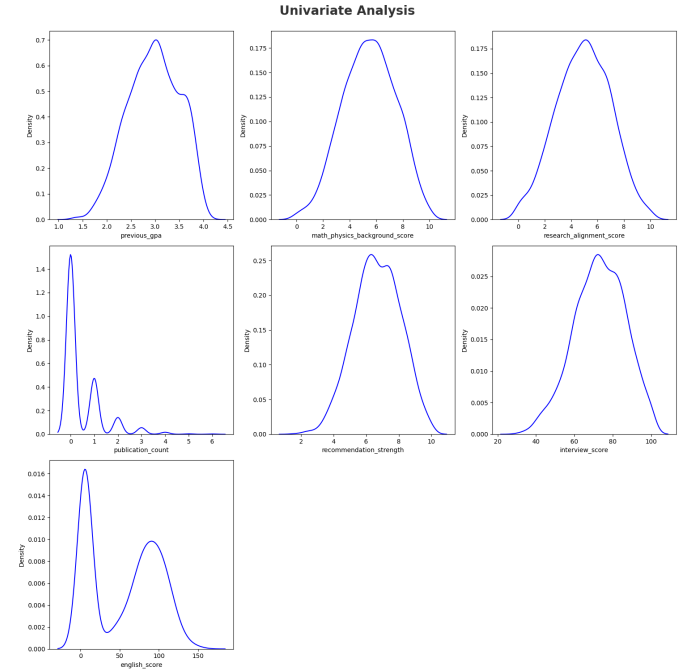 Univariate Analysis
0.7
0.6
0.5
0.4
0.3
0.2
0.1
0.0
Density
1.0 1.5 2.0 2.5 3.0 3.5 4.0 4.5
previous_gpa
0.175
0.150
0.125
0.100
0.075
0.050
0.025
0.000
Density
0 2 4 6 8 10
math_physics_background_score
0.175
0.150
0.125
0.100
0.075
0.050
0.025
0.000
Density
0 2 4 6 8 10
research_alignment_score
1.4
1.2
1.0
0.8
0.6
0.4
0.2
0.0
Density
0 1 2 3 4 5 6
publication_count
0.25
0.20
0.15
0.10
0.05
0.00
Density
2 4 6 8 10
recommendation_strength
0.025
0.020
0.015
0.010
0.005
0.000
Density
20 40 60 80 100
interview_score
0.016
0.014
0.012
0.010
0.008
0.006
0.004
0.002
0.000
Density
0 50 100 150
english_score